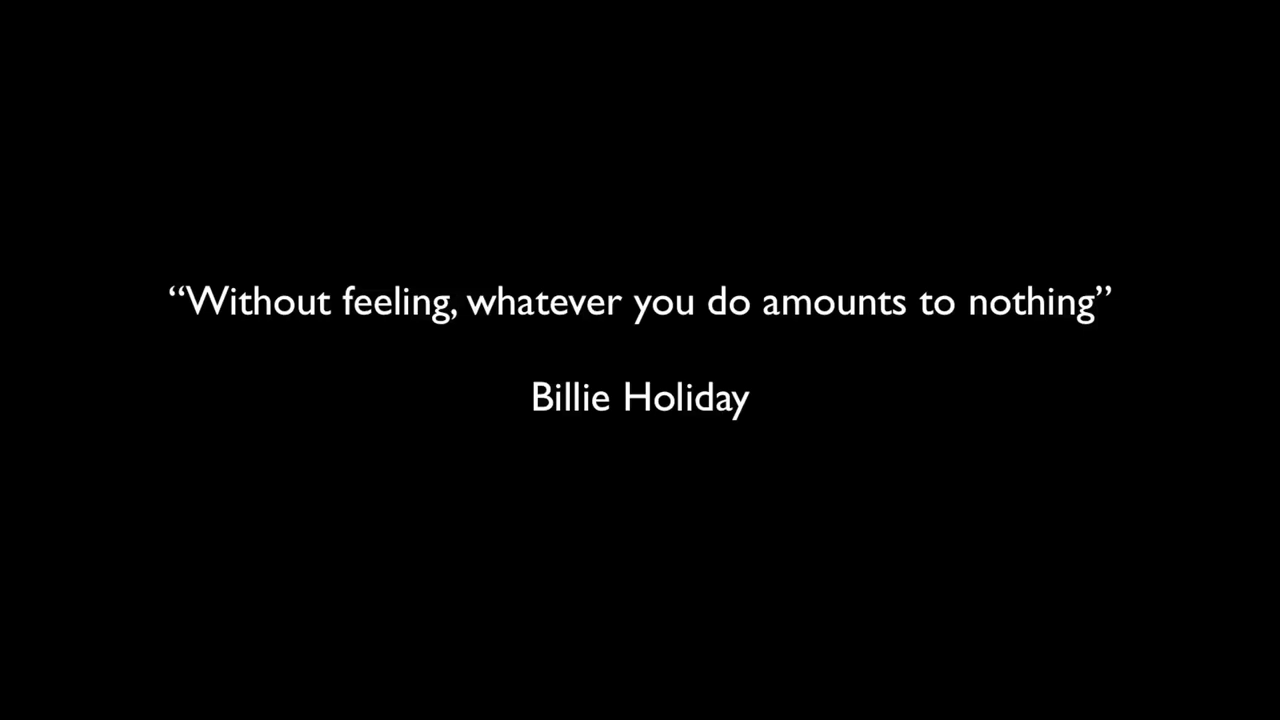 “Without feeling, whatever you do amounts to nothing”
Billie Holiday